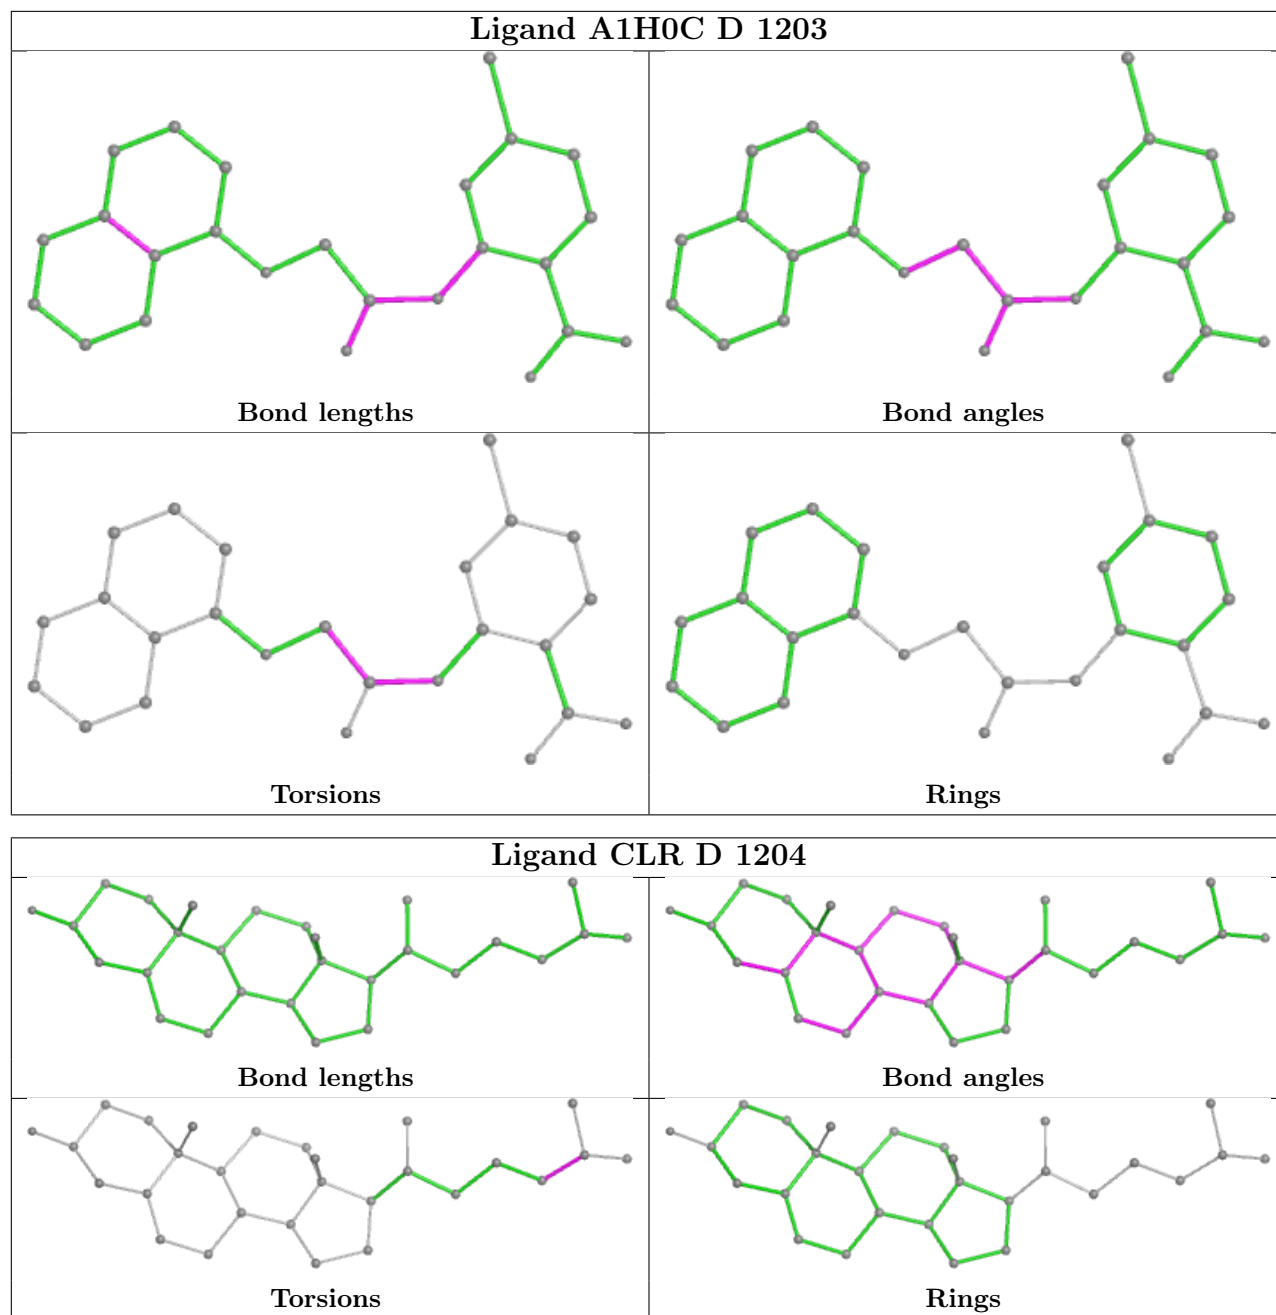 Ligand A1H0C D 1203
Bond lengths
Bond angles
Torsions
Rings
Ligand CLR D 1204
Bond lengths
Bond angles
Torsions
Rings